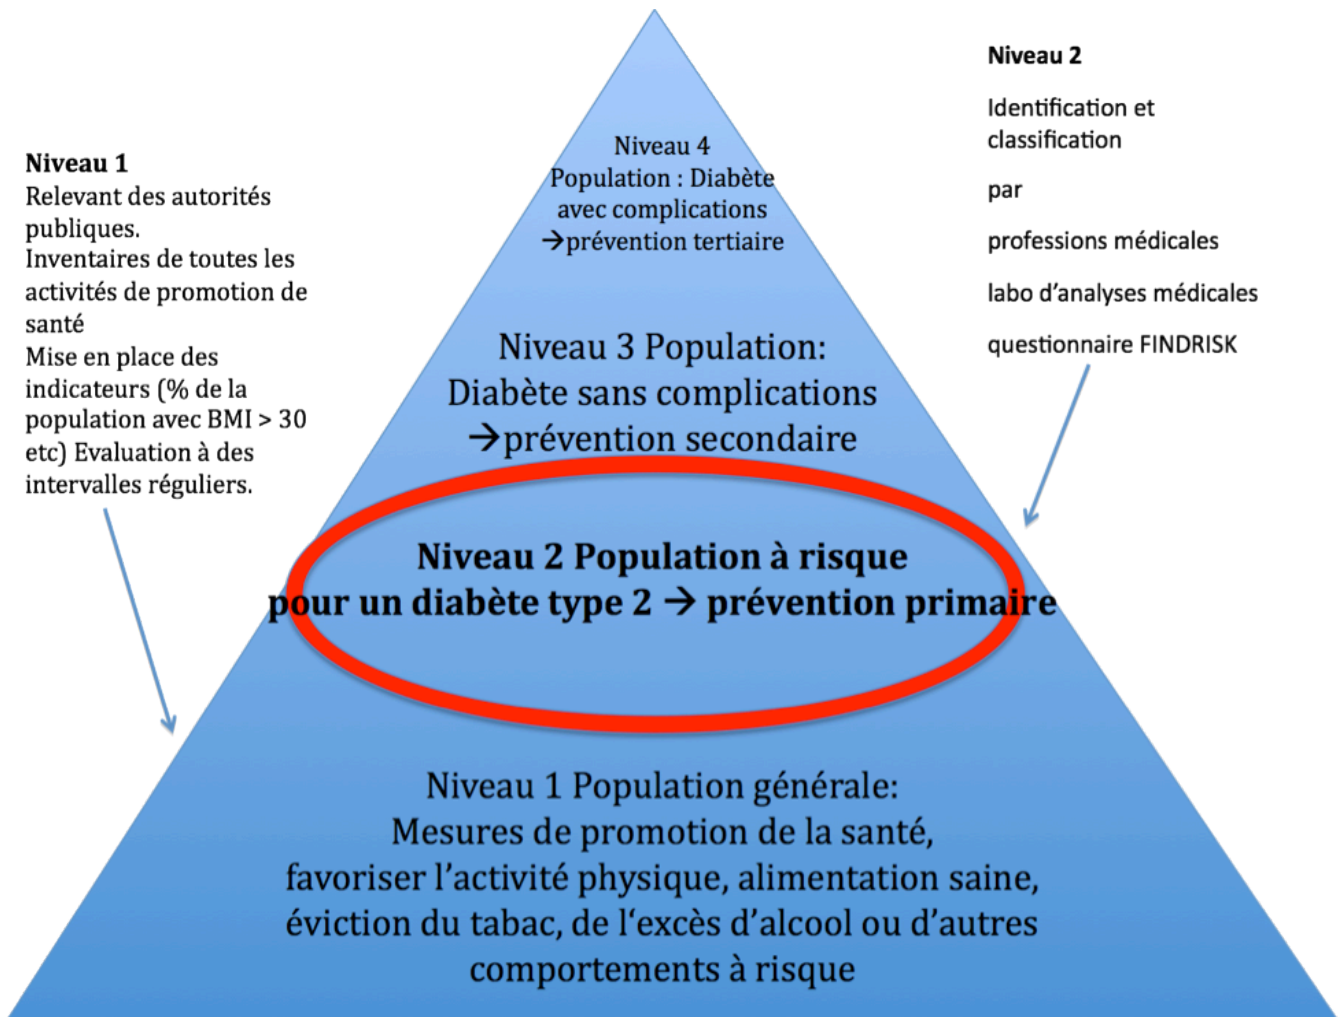 Niveau 1
Relevant des autorités
publiques.
Inventaires de toutes les
activités de promotion de
santé
Mise en place des
indicateurs (% de la
population avec BMI > 30
etc) Evaluation à des
intervalles réguliers.
Niveau 4
Population : Diabète
avec complications
→prévention tertiaire
Niveau 3 Population:
Diabète sans complications
→prévention secondaire
Niveau 2 Population à risque
pour un diabète type 2 → prévention primaire
Niveau 1 Population générale:
Mesures de promotion de la santé,
favoriser l’activité physique, alimentation saine,
éviction du tabac, de l‘excès d’alcool ou d’autres
comportements à risque
Niveau 2
Identification et
classification
par
professions médicales
labo d’analyses médicales
questionnaire FINDRISK